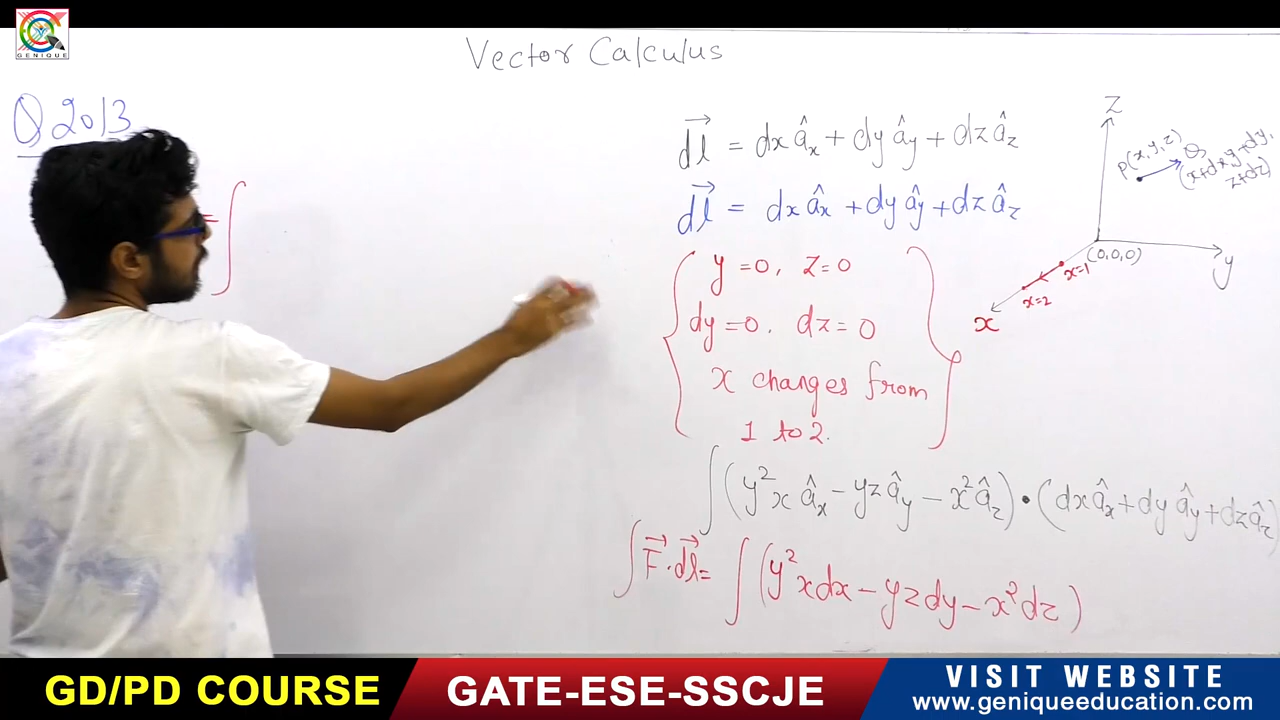 GENIQUE
Vector Calculus
Q 2013
= ∫
d⃗l = dx âx + dy ây + dz âz
d⃗l = dx âx + dy ây + dz âz
y = 0, z = 0
dy = 0, dz = 0
x changes from
1 to 2.
∫ (y²x âx − yz ây − x² âz) • (dx âx + dy ây + dz âz)
∫ F⃗ · d⃗l = ∫ (y²x dx − yz dy − x² dz)
Z
P(x, y, z)
Q
(x+dx, y+dy,
z+dz)
(0,0,0)
y
x=1
x=2
x
GD/PD COURSE
GATE-ESE-SSCJE
VISIT WEBSITE
www.geniqueeducation.com